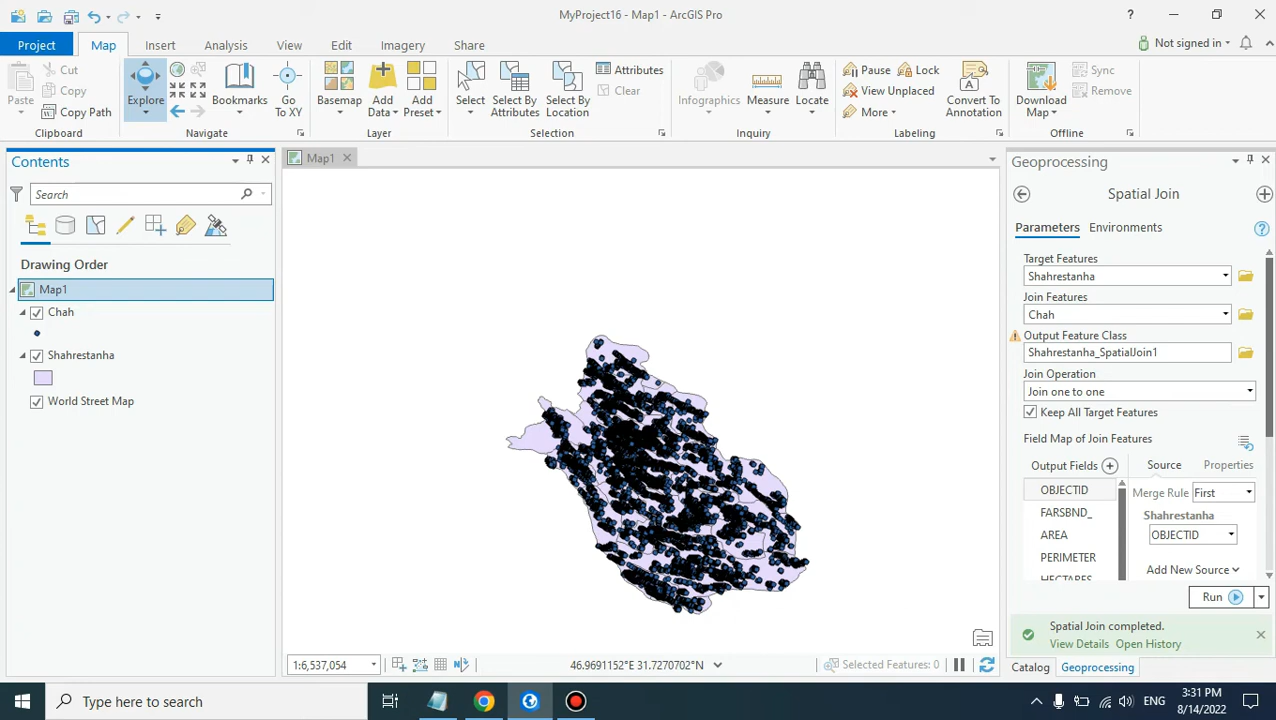 MyProject16 - Map1 - ArcGIS Pro
?
Project
Map
Insert
Analysis
View
Edit
Imagery
Share
Not signed in
Paste
Cut
Copy
Copy Path
Clipboard
Explore
Bookmarks
Go
To XY
Navigate
Basemap
Add
Data
Add
Preset
Layer
Select
Select By
Attributes
Select By
Location
Attributes
Clear
Selection
Infographics
Measure
Locate
Inquiry
Pause
Lock
View Unplaced
More
Convert To
Annotation
Labeling
Download
Map
Sync
Remove
Offline
Contents
Search
Drawing Order
Map1
Chah
Shahrestanha
World Street Map
Map1
1:6,537,054
46.9691152°E 31.7270702°N
Selected Features: 0
Geoprocessing
Spatial Join
Parameters
Environments
?
Target Features
Shahrestanha
Join Features
Chah
Output Feature Class
Shahrestanha_SpatialJoin1
Join Operation
Join one to one
Keep All Target Features
Field Map of Join Features
Output Fields
Source
Properties
OBJECTID
Merge Rule
First
FARSBND_
Shahrestanha
AREA
OBJECTID
PERIMETER
HECTARES
Add New Source
Run
Spatial Join completed.
View Details
Open History
Catalog
Geoprocessing
Type here to search
ENG
3:31 PM
8/14/2022